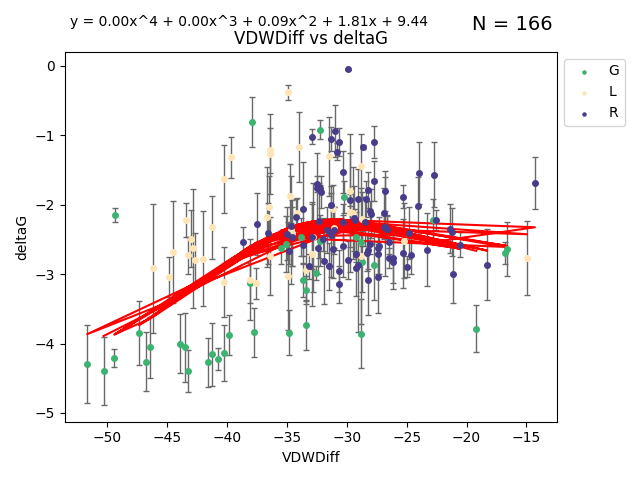 y = 0.00x^4 + 0.00x^3 + 0.09x^2 + 1.81x + 9.44
N = 166
VDWDiff vs deltaG
G
L
R
deltaG
0
−1
−2
−3
−4
−5
−50 −45 −40 −35 −30 −25 −20 −15
VDWDiff